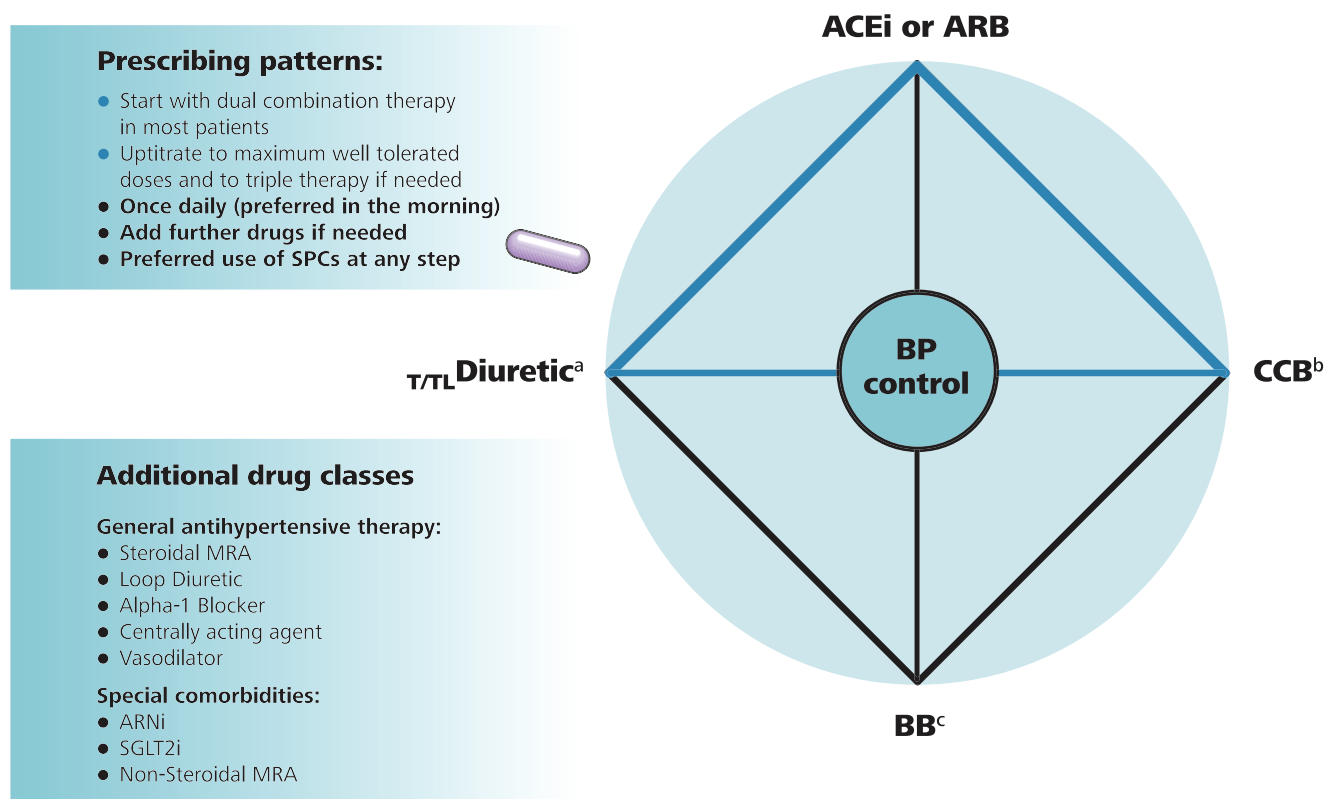 Prescribing patterns:
● Start with dual combination therapy
in most patients
● Uptitrate to maximum well tolerated
doses and to triple therapy if needed
● Once daily (preferred in the morning)
● Add further drugs if needed
● Preferred use of SPCs at any step
ACEi or ARB
T/TLDiuretica
BP
control
CCBb
BBc
Additional drug classes
General antihypertensive therapy:
● Steroidal MRA
● Loop Diuretic
● Alpha-1 Blocker
● Centrally acting agent
● Vasodilator
Special comorbidities:
● ARNi
● SGLT2i
● Non-Steroidal MRA